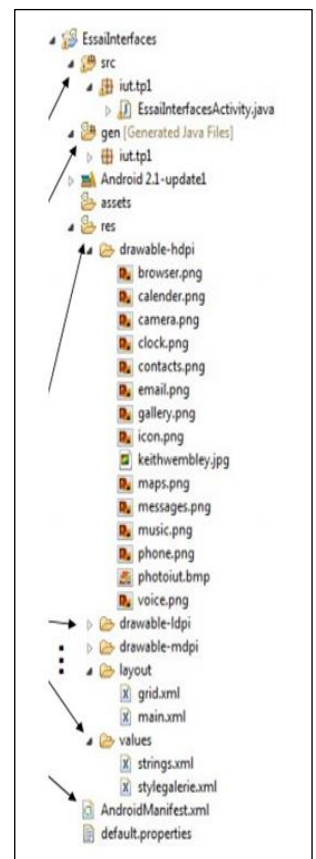 EssaiInterfaces
src
iut.tp1
EssaiInterfacesActivity.java
gen [Generated Java Files]
iut.tp1
Android 2.1-update1
assets
res
drawable-hdpi
browser.png
calender.png
camera.png
clock.png
contacts.png
email.png
gallery.png
icon.png
keithwembley.jpg
maps.png
messages.png
music.png
phone.png
photoiut.bmp
voice.png
drawable-ldpi
drawable-mdpi
layout
grid.xml
main.xml
values
strings.xml
stylegalerie.xml
AndroidManifest.xml
default.properties